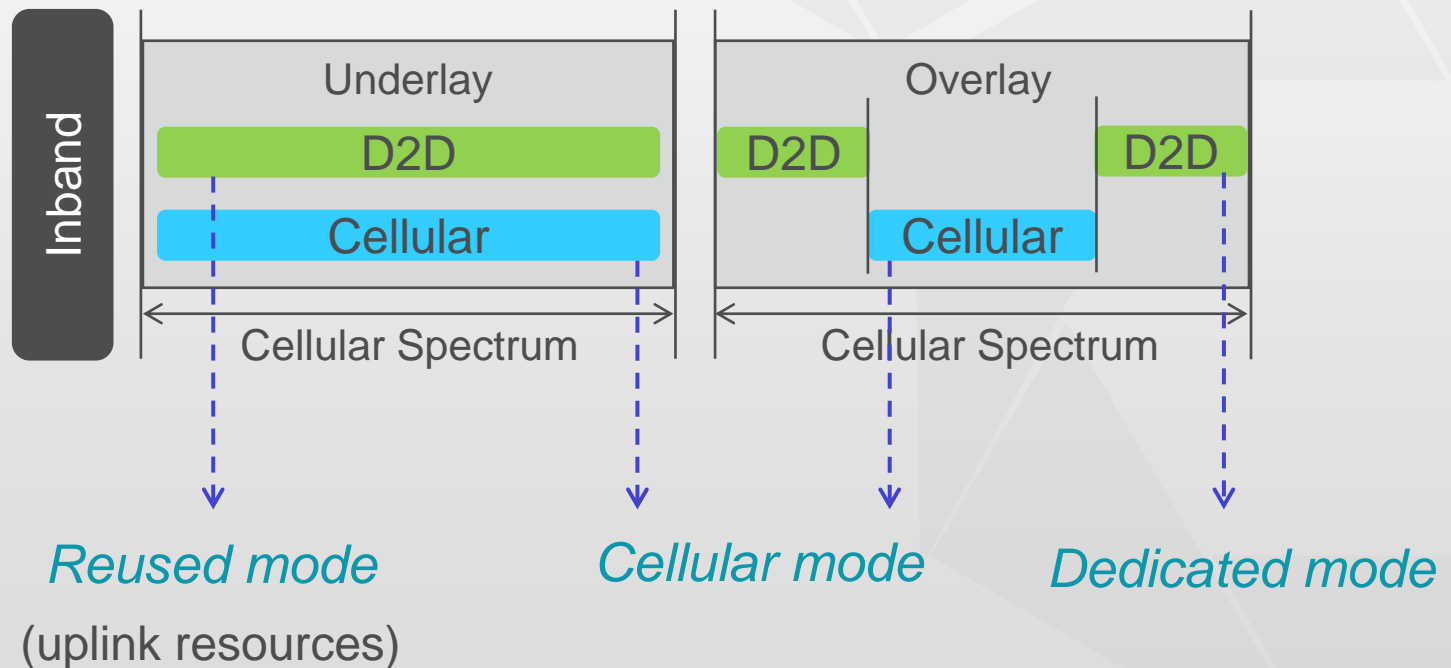 Inband
Underlay
D2D
Cellular
Cellular Spectrum
Overlay
D2D
D2D
Cellular
Cellular Spectrum
Reused mode
(uplink resources)
Cellular mode
Dedicated mode